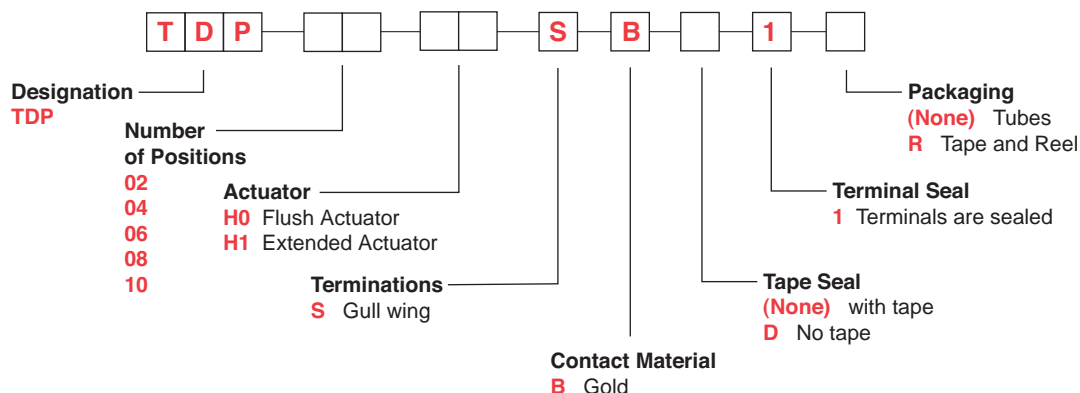 T D P S B 1
Designation
TDP
Number
of Positions
02
04
06
08
10
Actuator
H0 Flush Actuator
H1 Extended Actuator
Terminations
S Gull wing
Contact Material
B Gold
Tape Seal
(None) with tape
D No tape
Terminal Seal
1 Terminals are sealed
Packaging
(None) Tubes
R Tape and Reel